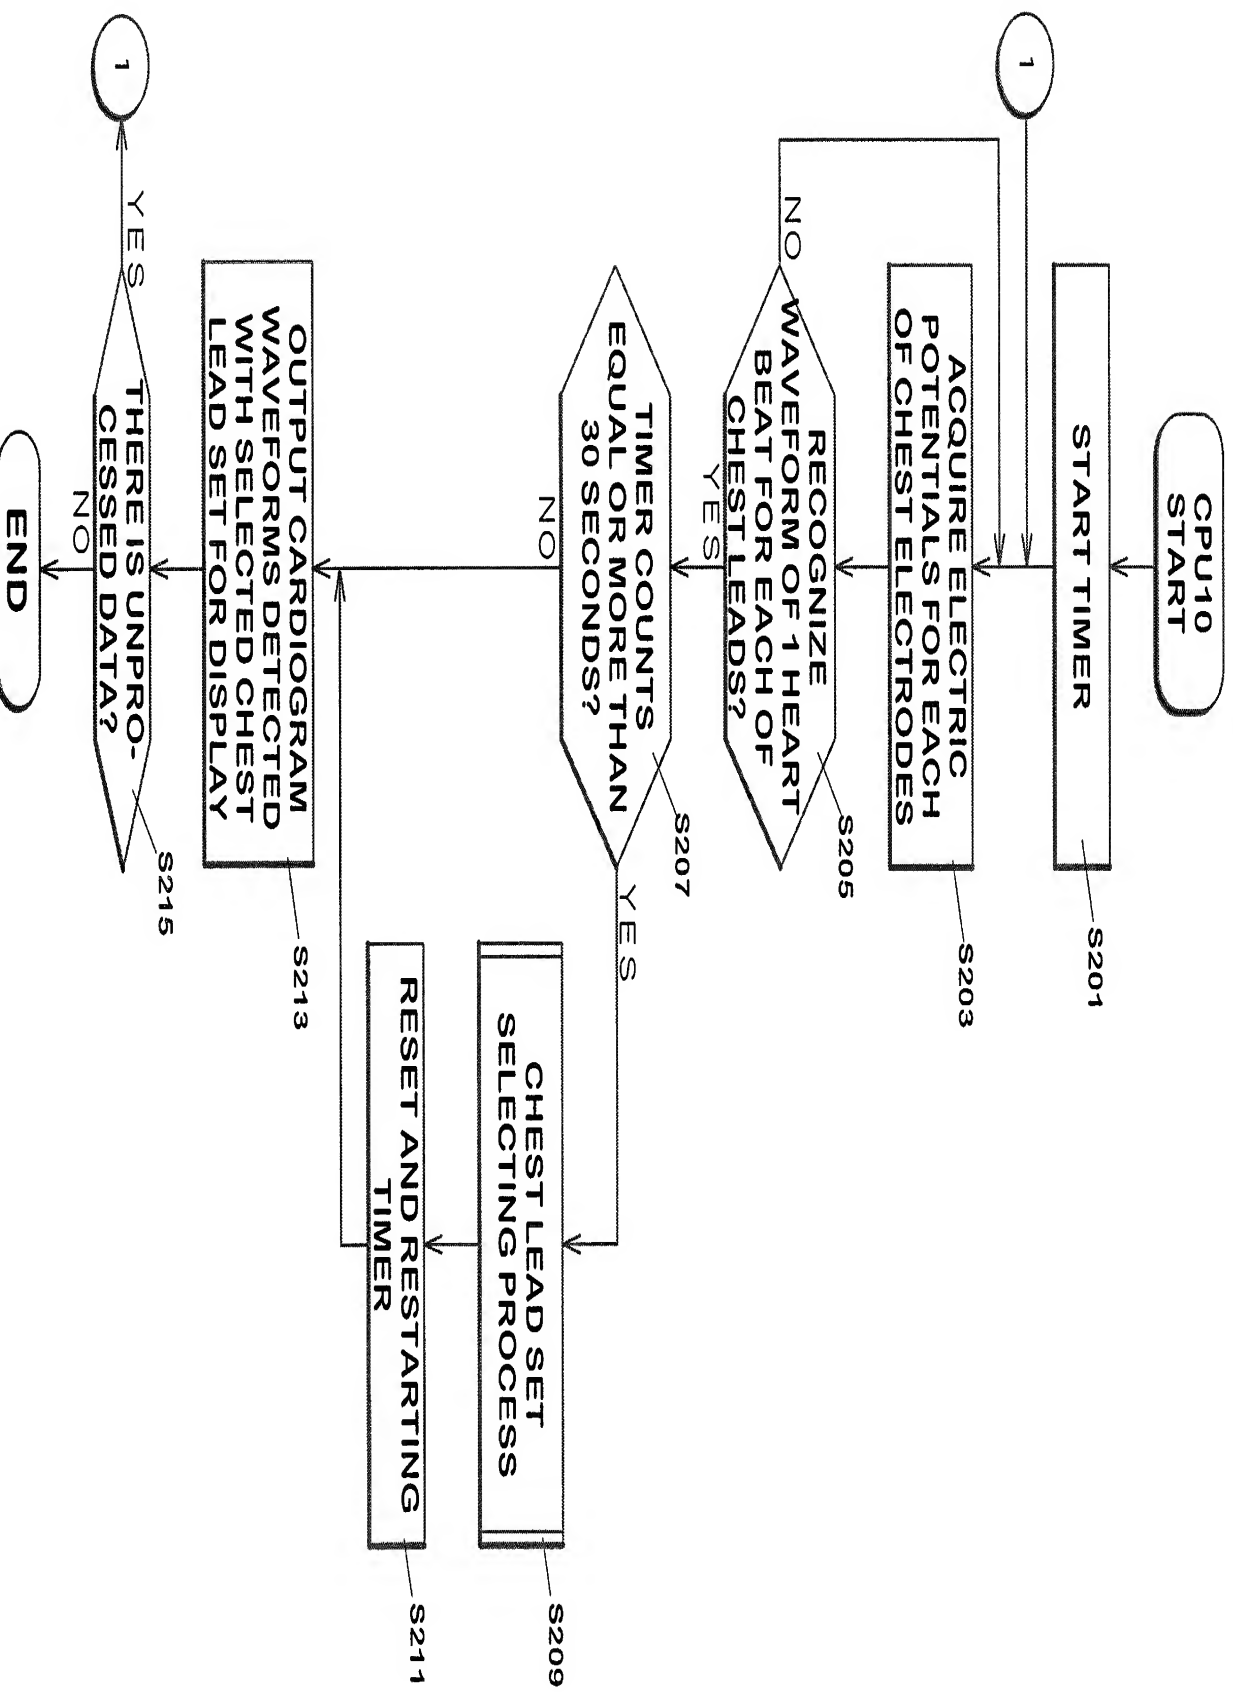 CPU10
START
START TIMER
S201
1
ACQUIRE ELECTRIC
POTENTIALS FOR EACH
OF CHEST ELECTRODES
S203
NO
RECOGNIZE
WAVEFORM OF 1 HEART
BEAT FOR EACH OF
CHEST LEADS?
S205
YES
TIMER COUNTS
EQUAL OR MORE THAN
30 SECONDS?
S207
YES
NO
CHEST LEAD SET
SELECTING PROCESS
S209
RESET AND RESTARTING
TIMER
S211
OUTPUT CARDIOGRAM
WAVEFORMS DETECTED
WITH SELECTED CHEST
LEAD SET FOR DISPLAY
S213
1
YES
THERE IS UNPRO-
CESSED DATA?
S215
NO
END